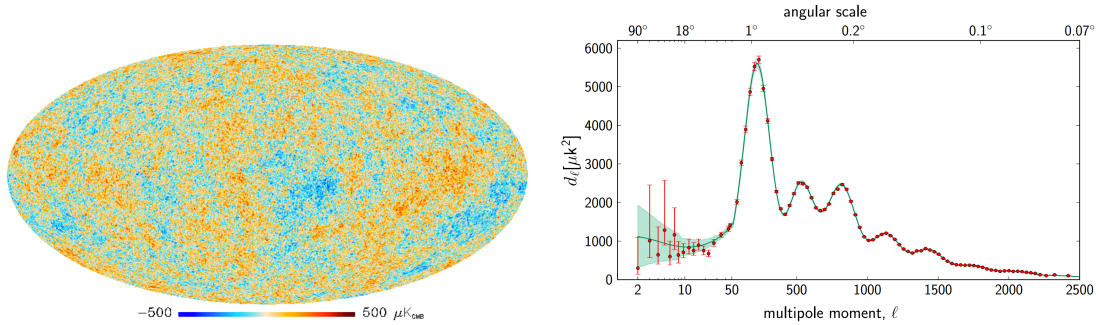 −500 500 μK_CMB
angular scale
90° 18° 1° 0.2° 0.1° 0.07°
6000
5000
4000
3000
2000
1000
0
d_ℓ[μk²]
2 10 50 500 1000 1500 2000 2500
multipole moment, ℓ